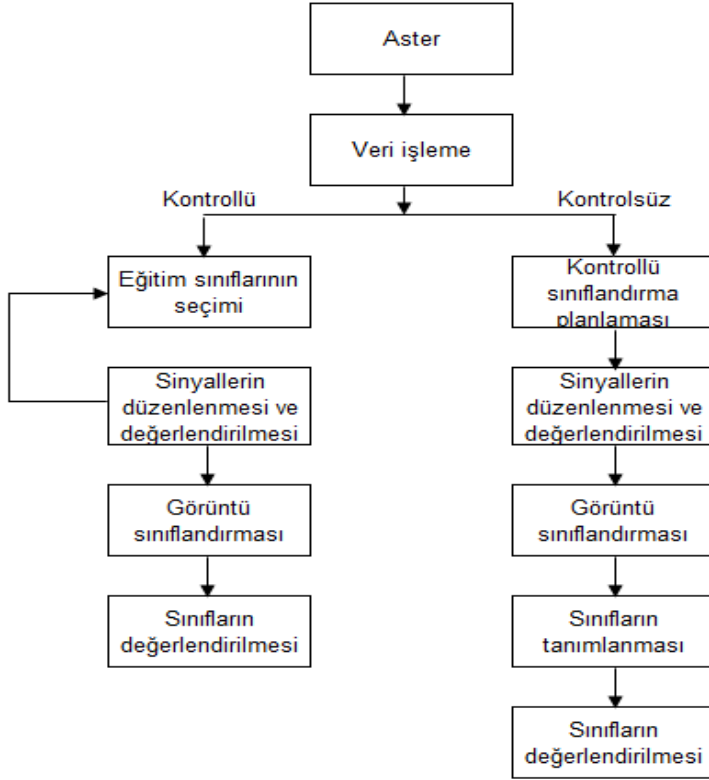 Aster
Veri işleme
Kontrollü
Kontrolsüz
Eğitim sınıflarının
seçimi
Sinyallerin
düzenlenmesi ve
değerlendirilmesi
Görüntü
sınıflandırması
Sınıfların
değerlendirilmesi
Kontrollü
sınıflandırma
planlaması
Sinyallerin
düzenlenmesi ve
değerlendirilmesi
Görüntü
sınıflandırması
Sınıfların
tanımlanması
Sınıfların
değerlendirilmesi